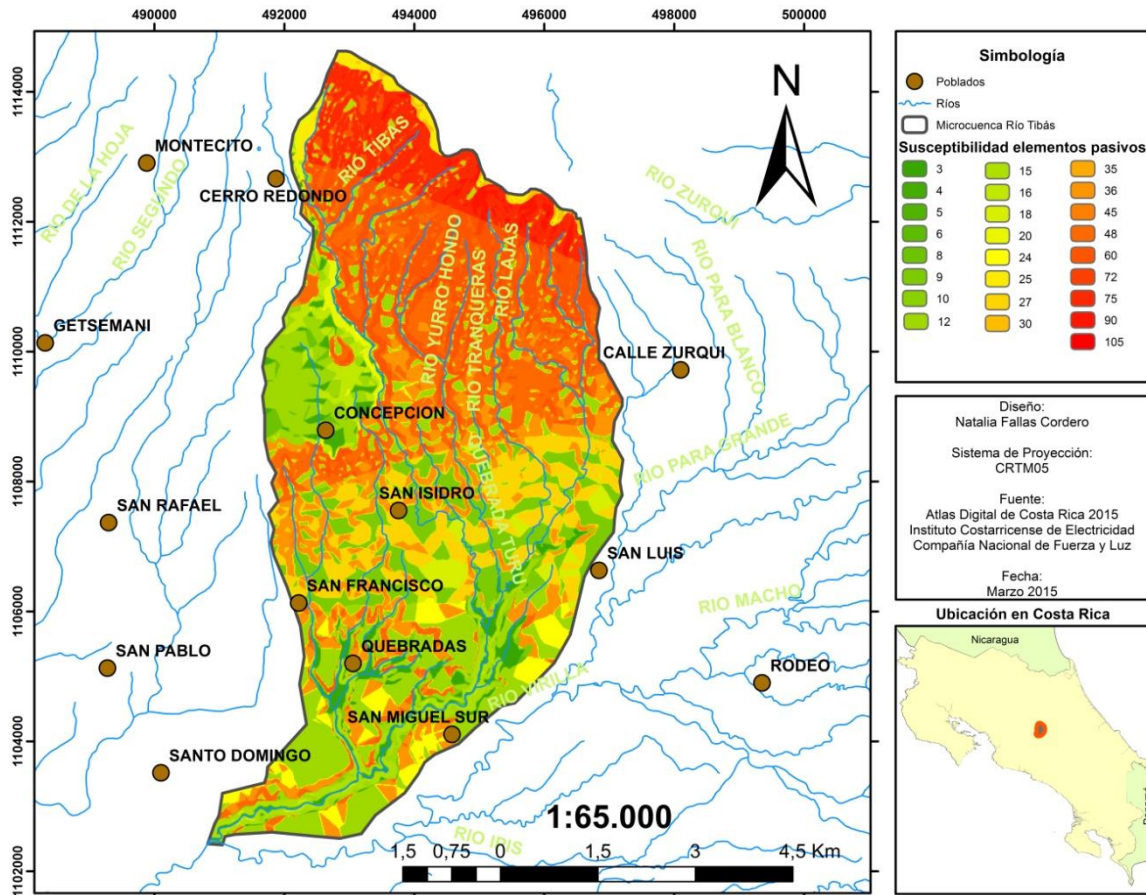 490000
492000
494000
496000
498000
500000
1114000
1112000
1110000
1108000
1106000
1104000
1102000
N
MONTECITO
CERRO REDONDO
RIO DE LA HOJA
RIO SEGUNDO
RIO TIBAS
RIO ZURQUI
RIO YURRO HONDO
RIO TRANQUERAS
RIO LAJAS
RIO PARA BLANCO
GETSEMANI
CALLE ZURQUI
CONCEPCION
RIO PARA GRANDE
QUEBRADA TURU
SAN RAFAEL
SAN ISIDRO
SAN LUIS
SAN FRANCISCO
RIO MACHO
SAN PABLO
QUEBRADAS
RODEO
RIO VIRILLA
SAN MIGUEL SUR
SANTO DOMINGO
1:65.000
RIO IPIS
1,5 0,75 0 1,5 3 4,5 Km
Simbología
Poblados
Ríos
Microcuenca Río Tibás
Susceptibilidad elementos pasivos
3 15 35
4 16 36
5 18 45
6 20 48
8 24 60
9 25 72
10 27 75
12 30 90
105
Diseño:
Natalia Fallas Cordero
Sistema de Proyección:
CRTM05
Fuente:
Atlas Digital de Costa Rica 2015
Instituto Costarricense de Electricidad
Compañía Nacional de Fuerza y Luz
Fecha:
Marzo 2015
Ubicación en Costa Rica
Nicaragua